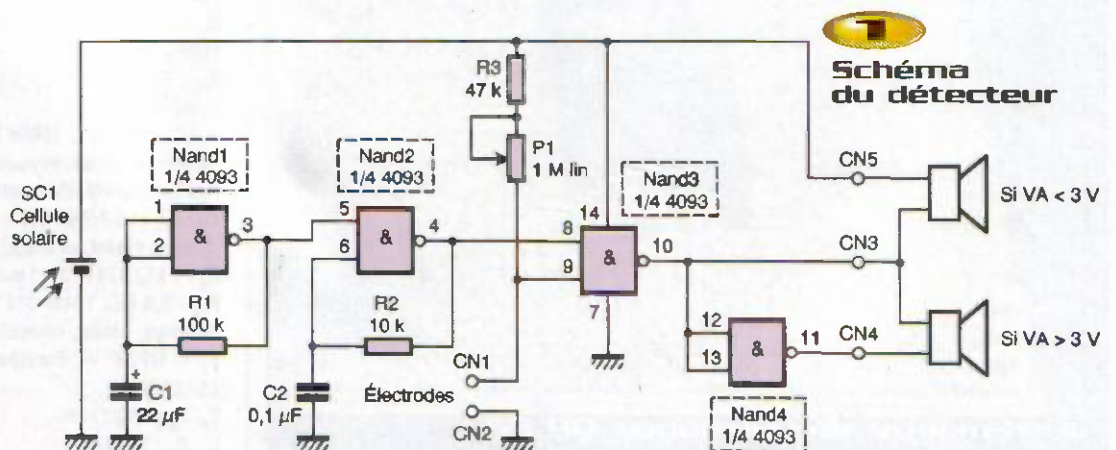 1
Schéma
du détecteur
R3
47 k
P1
1 M lin
Nand1
1/4 4093
Nand2
1/4 4093
Nand3
1/4 4093
SC1
Cellule
solaire
1
2
&
3
5
6
&
4
14
8
9
&
10
7
CN5
Si VA < 3 V
CN3
R1
100 k
R2
10 k
12
13
&
11
CN4
Si VA > 3 V
CN1
Électrodes
CN2
+
C1
22 µF
C2
0,1 µF
Nand4
1/4 4093